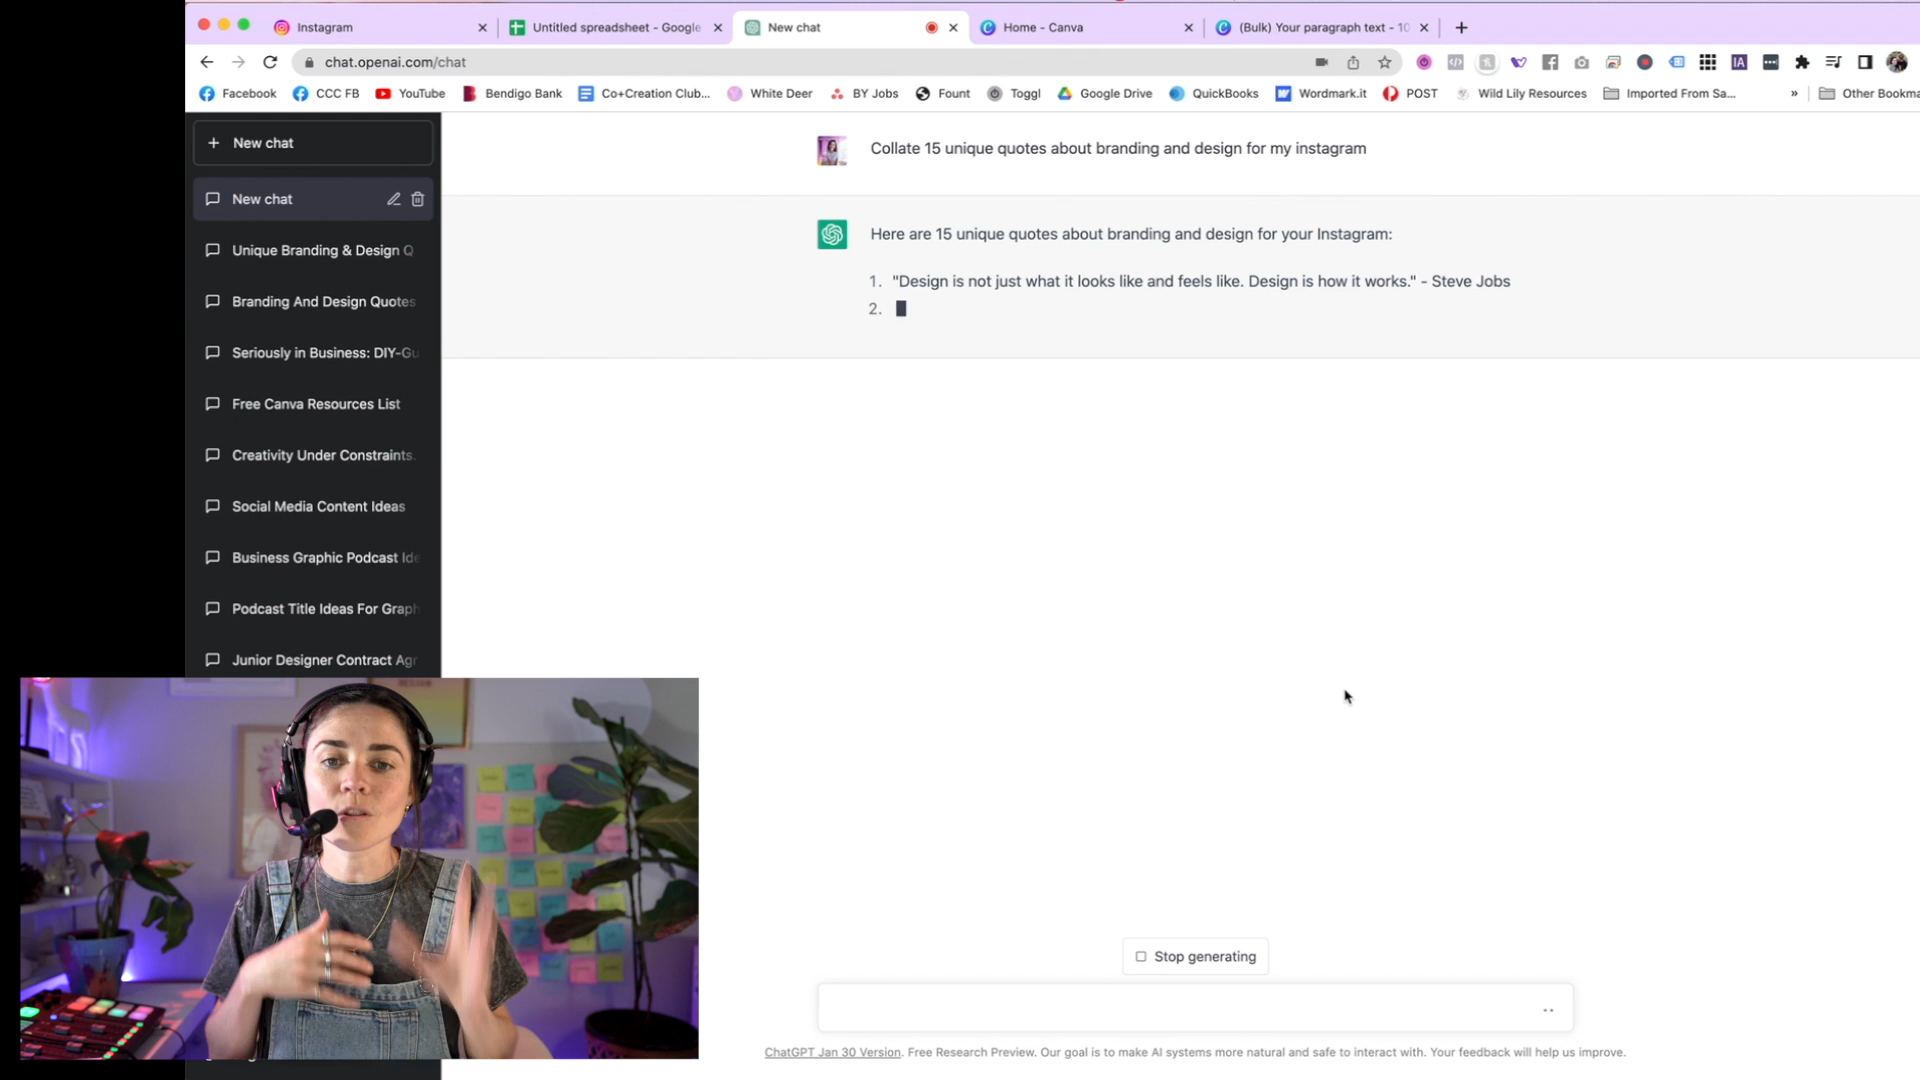 Instagram
Untitled spreadsheet - Google
New chat
Home - Canva
(Bulk) Your paragraph text - 10
chat.openai.com/chat
Facebook
CCC FB
YouTube
Bendigo Bank
Co+Creation Club...
White Deer
BY Jobs
Fount
Toggl
Google Drive
QuickBooks
Wordmark.it
POST
Wild Lily Resources
Imported From Sa...
»
Other Bookma
+ New chat
New chat
Unique Branding & Design Q
Branding And Design Quotes
Seriously in Business: DIY-Gu
Free Canva Resources List
Creativity Under Constraints.
Social Media Content Ideas
Business Graphic Podcast Ide
Podcast Title Ideas For Graph
Junior Designer Contract Agr
Collate 15 unique quotes about branding and design for my instagram
Here are 15 unique quotes about branding and design for your Instagram:
1. "Design is not just what it looks like and feels like. Design is how it works." - Steve Jobs
2.
Stop generating
ChatGPT Jan 30 Version. Free Research Preview. Our goal is to make AI systems more natural and safe to interact with. Your feedback will help us improve.